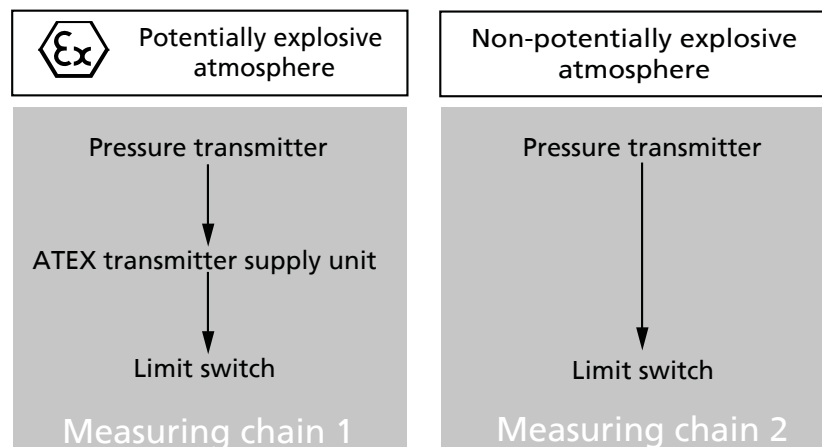 Ex
Potentially explosive
atmosphere
Pressure transmitter
ATEX transmitter supply unit
Limit switch
Measuring chain 1
Non-potentially explosive
atmosphere
Pressure transmitter
Limit switch
Measuring chain 2